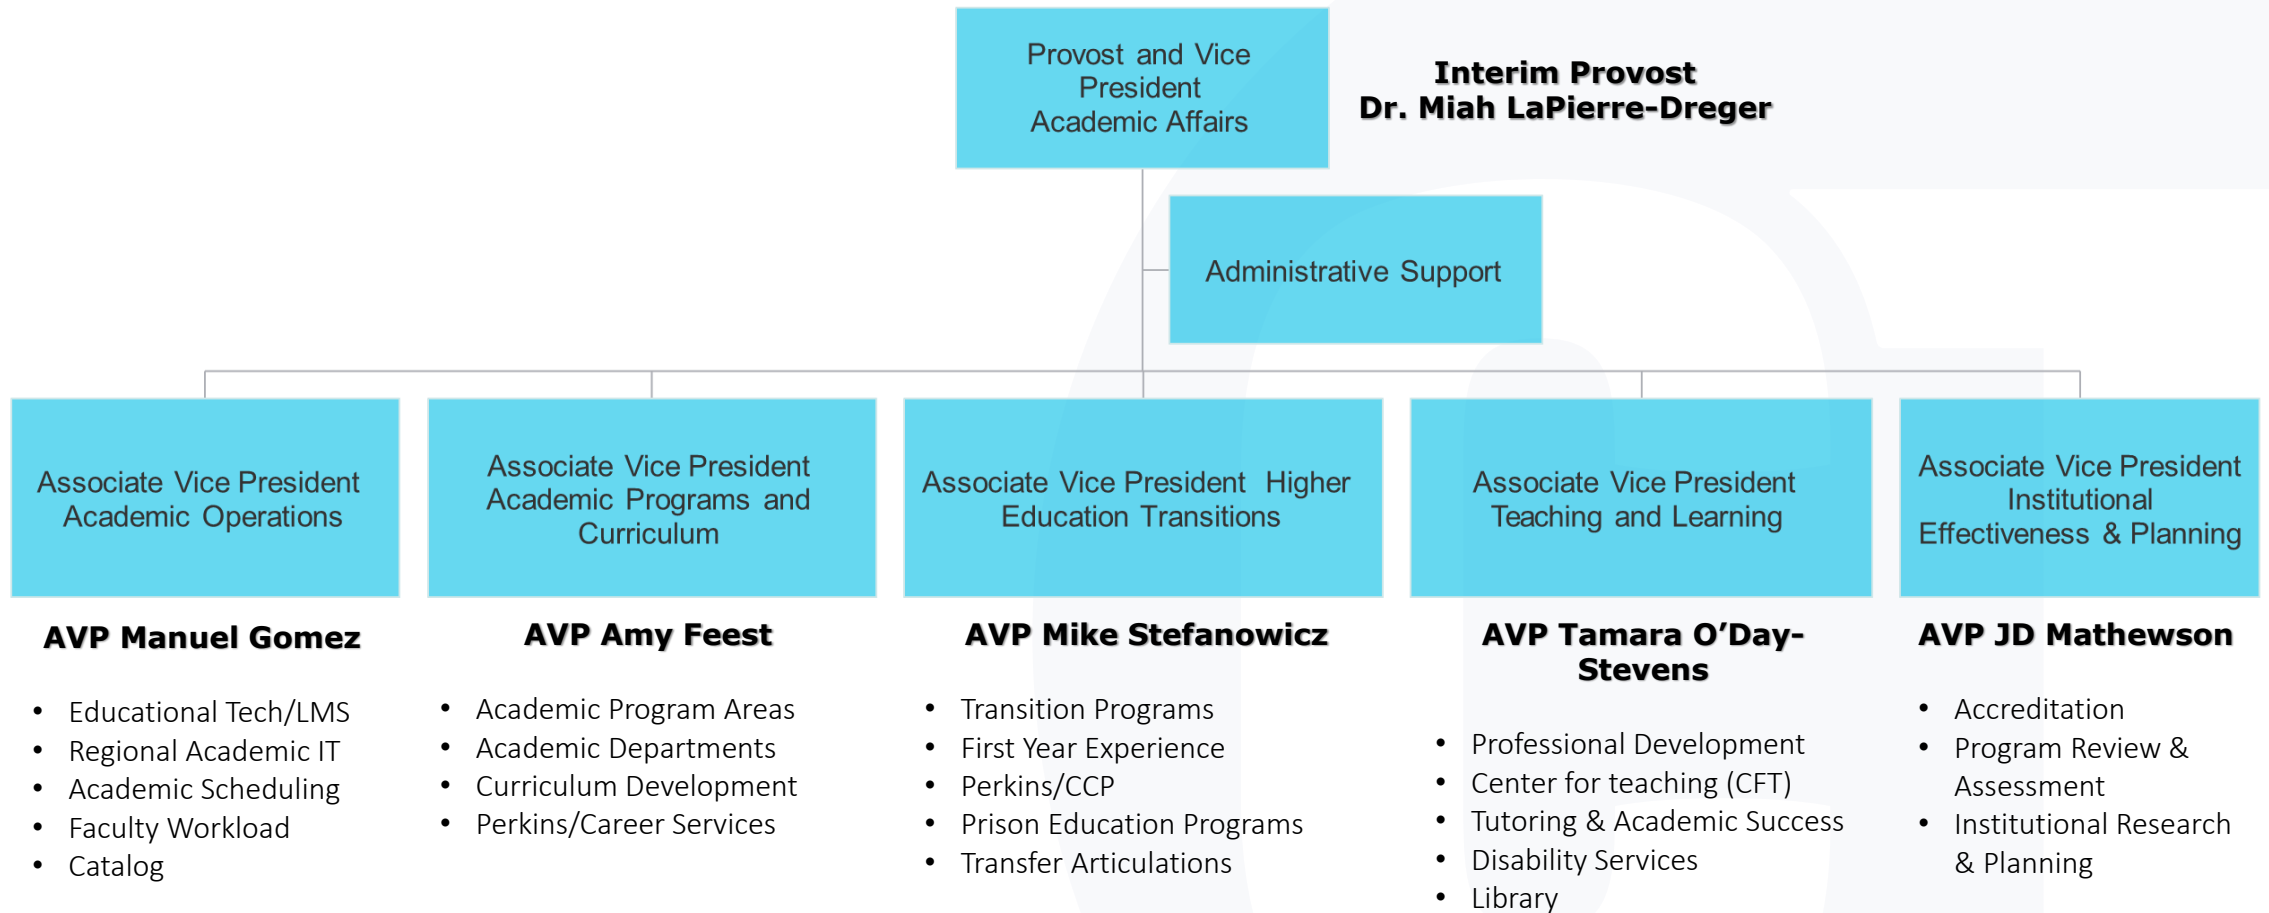 Provost and Vice
President
Academic Affairs
Interim Provost
Dr. Miah LaPierre-Dreger
Administrative Support
Associate Vice President
Academic Operations
Associate Vice President
Academic Programs and
Curriculum
Associate Vice President Higher
Education Transitions
Associate Vice President
Teaching and Learning
Associate Vice President
Institutional
Effectiveness & Planning
AVP Manuel Gomez
• Educational Tech/LMS
• Regional Academic IT
• Academic Scheduling
• Faculty Workload
• Catalog
AVP Amy Feest
• Academic Program Areas
• Academic Departments
• Curriculum Development
• Perkins/Career Services
AVP Mike Stefanowicz
• Transition Programs
• First Year Experience
• Perkins/CCP
• Prison Education Programs
• Transfer Articulations
AVP Tamara O’Day-
Stevens
• Professional Development
• Center for teaching (CFT)
• Tutoring & Academic Success
• Disability Services
• Library
AVP JD Mathewson
• Accreditation
• Program Review &
Assessment
• Institutional Research
& Planning